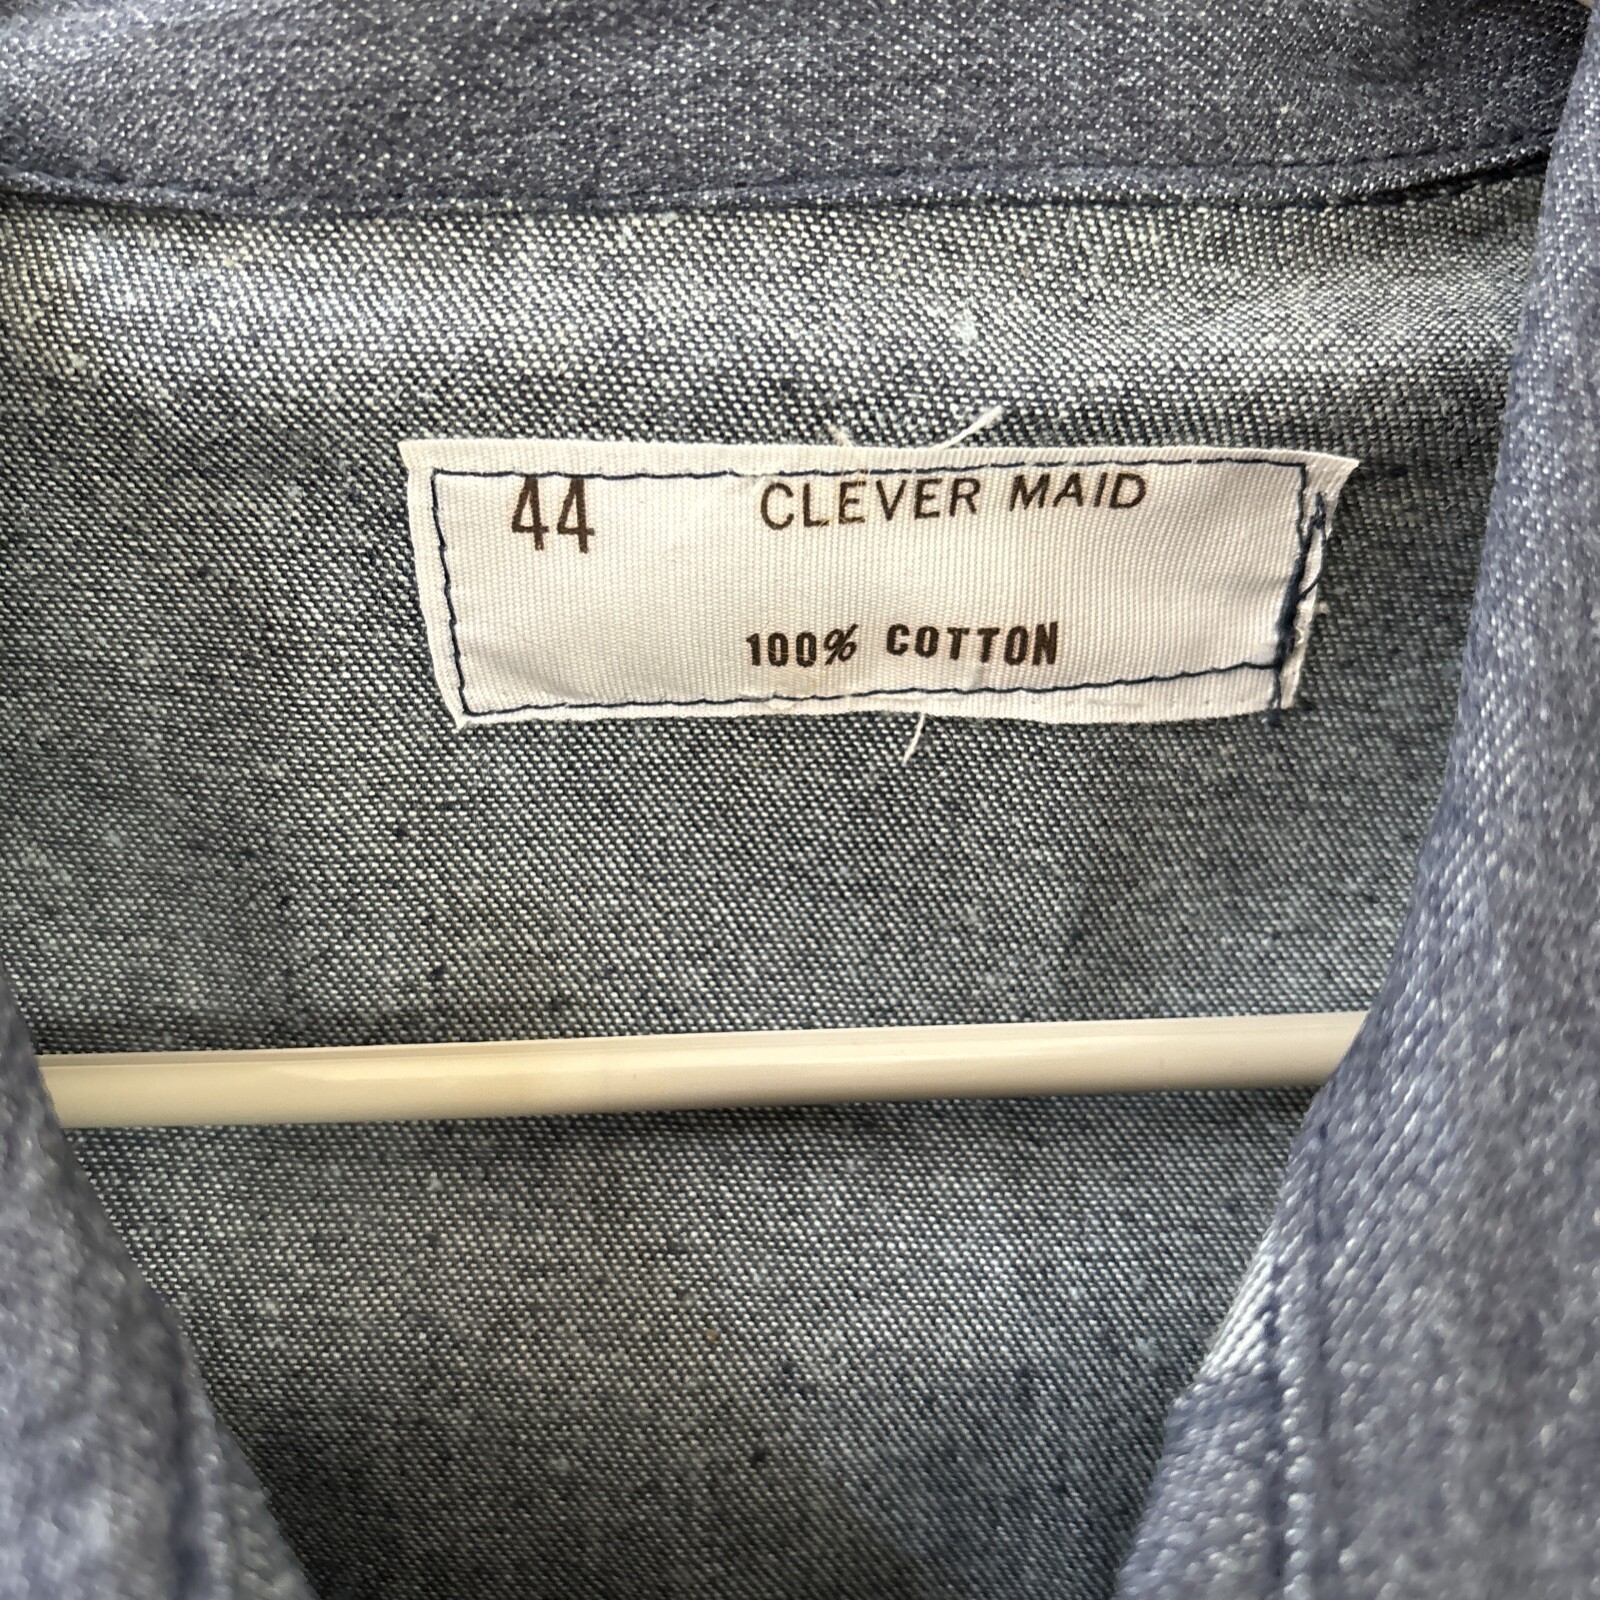 44 CLEVER MAID
100% COTTON